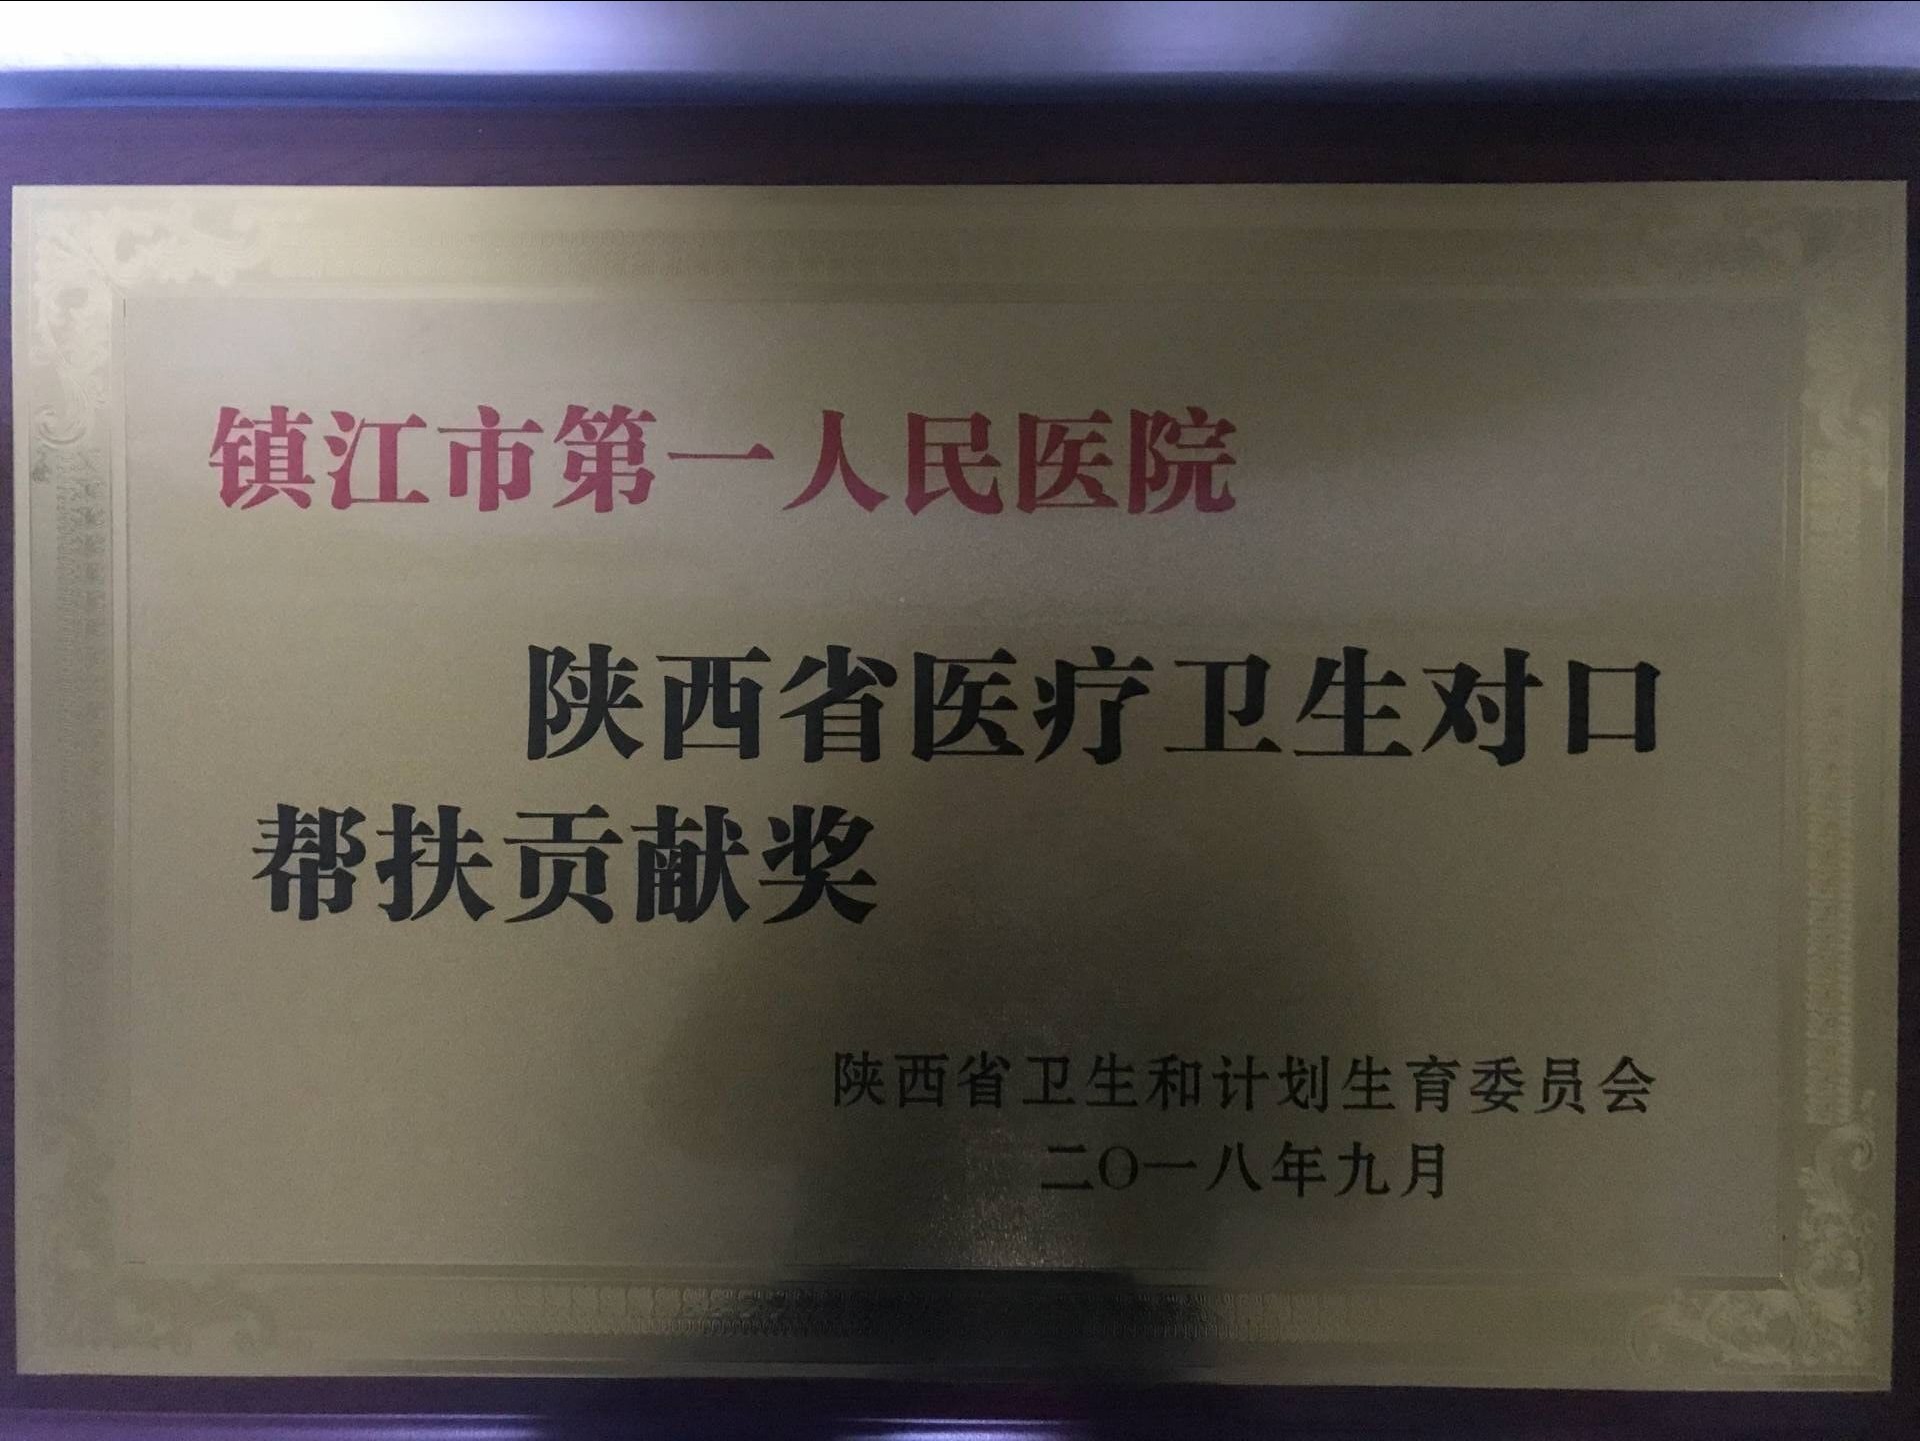 镇江市第一人民医院
陕西省医疗卫生对口
帮扶贡献奖
陕西省卫生和计划生育委员会
二〇一八年九月